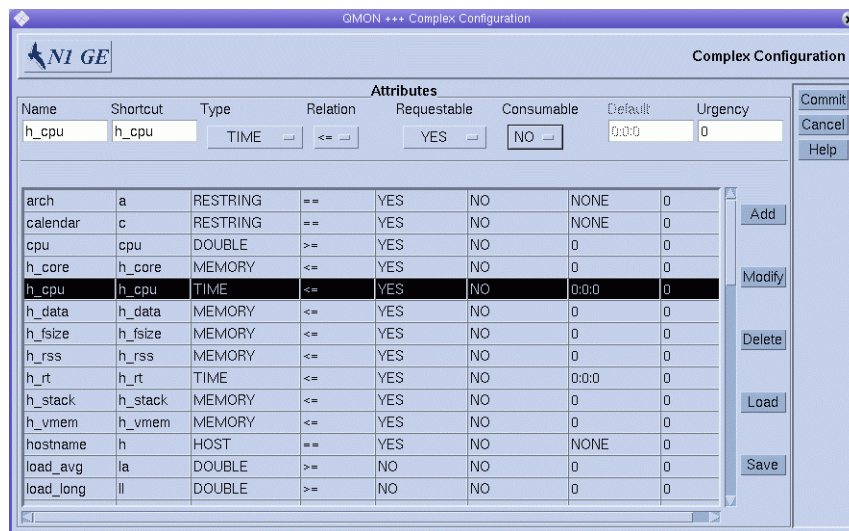 QMON +++ Complex Configuration
N1 GE
Complex Configuration
Attributes
Name Shortcut Type Relation Requestable Consumable Default Urgency
h_cpu h_cpu TIME <= YES NO 0:0:0 0
Commit
Cancel
Help
arch a RESTRING == YES NO NONE 0
calendar c RESTRING == YES NO NONE 0
cpu cpu DOUBLE >= YES NO 0 0
h_core h_core MEMORY <= YES NO 0 0
h_cpu h_cpu TIME <= YES NO 0:0:0 0
h_data h_data MEMORY <= YES NO 0 0
h_fsize h_fsize MEMORY <= YES NO 0 0
h_rss h_rss MEMORY <= YES NO 0 0
h_rt h_rt TIME <= YES NO 0:0:0 0
h_stack h_stack MEMORY <= YES NO 0 0
h_vmem h_vmem MEMORY <= YES NO 0 0
hostname h HOST == YES NO NONE 0
load_avg la DOUBLE >= NO NO 0 0
load_long ll DOUBLE >= NO NO 0 0
Add
Modify
Delete
Load
Save